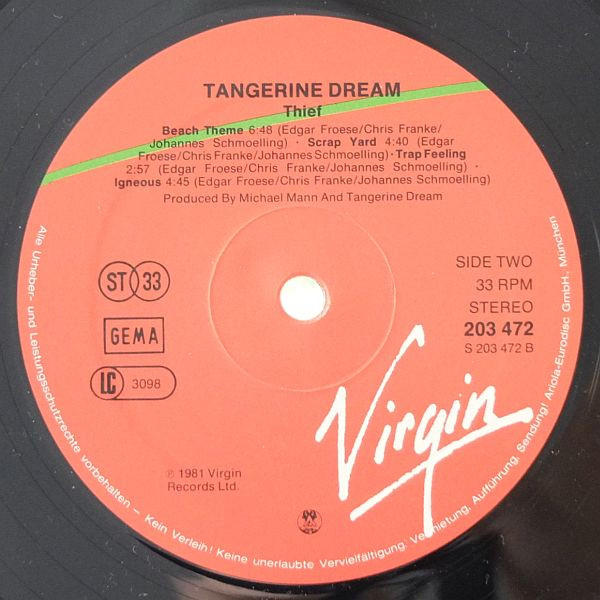 TANGERINE DREAM
Thief
Beach Theme 6:48 (Edgar Froese/Chris Franke/
Johannes Schmoelling) · Scrap Yard 4:40 (Edgar
Froese/Chris Franke/Johannes Schmoelling) · Trap Feeling
2:57 (Edgar Froese/Chris Franke/Johannes Schmoelling) ·
Igneous 4:45 (Edgar Froese/Chris Franke/Johannes Schmoelling)
Produced By Michael Mann And Tangerine Dream
ST 33
GEMA
LC 3098
SIDE TWO
33 RPM
STEREO
203 472
S 203 472 B
Virgin
℗ 1981 Virgin
Records Ltd.
Alle Urheber- und Leistungsschutzrechte vorbehalten – Kein Verleih! Keine unerlaubte Vervielfältigung, Vermietung, Aufführung, Sendung! Ariola-Eurodisc GmbH., München